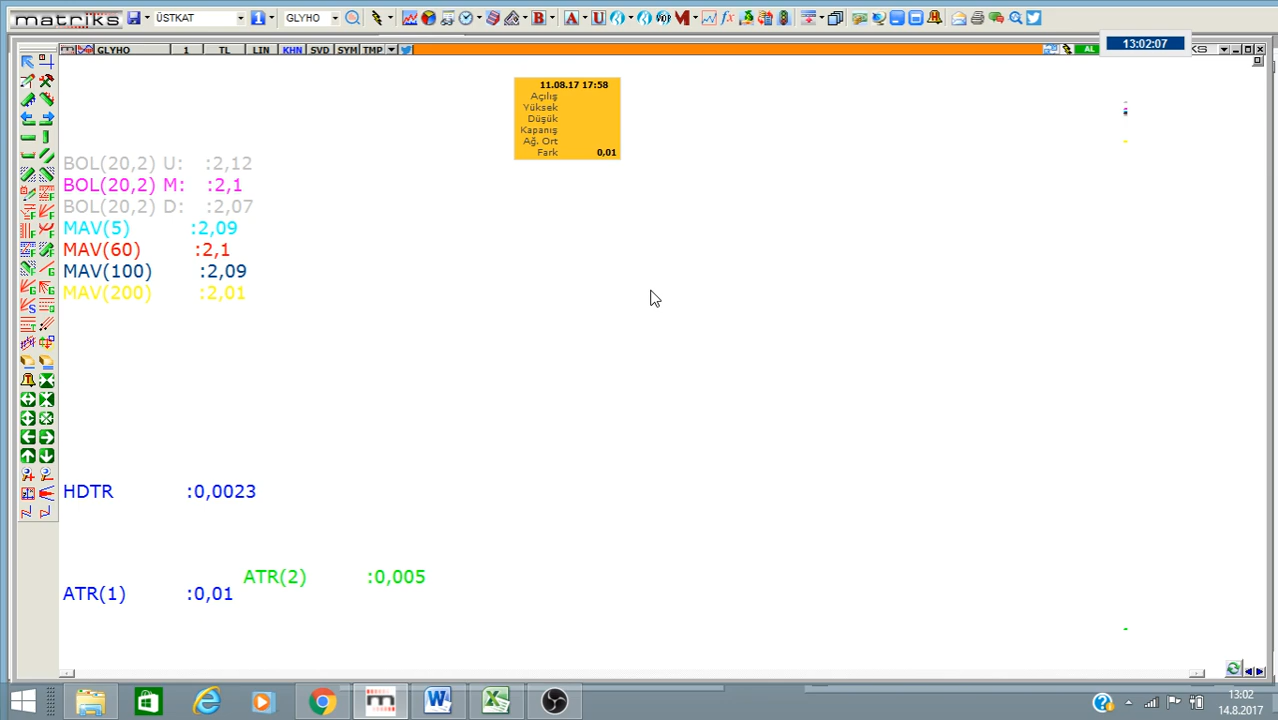 matriks ÜSTKAT GLYHO A U B M fx
GLYHO 1 TL LIN KHN SVD SYM TMP AL 13:02:07 KS
11.08.17 17:58
Açılış
Yüksek
Düşük
Kapanış
Ağ. Ort
Fark 0,01
BOL(20,2) U: :2,12
BOL(20,2) M: :2,1
BOL(20,2) D: :2,07
MAV(5) :2,09
MAV(60) :2,1
MAV(100) :2,09
MAV(200) :2,01
HDTR :0,0023
ATR(2) :0,005
ATR(1) :0,01
13:02
14.8.2017